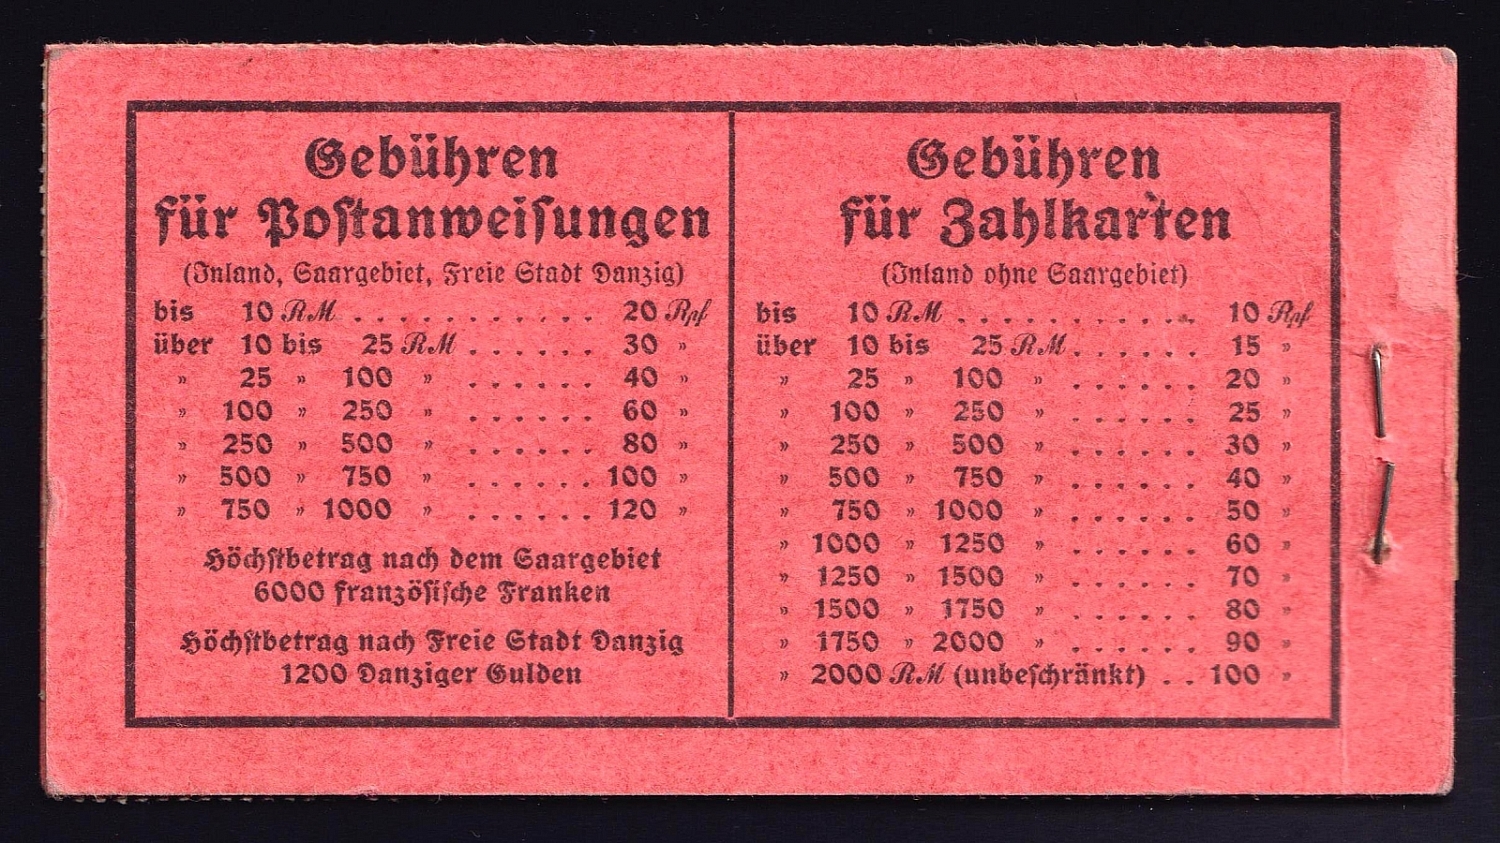 Gebühren
für Postanweisungen
(Inland, Saargebiet, Freie Stadt Danzig)
bis 10 RM . . . . . . . . . . . 20 Rpf
über 10 bis 25 RM . . . . . . 30 "
" 25 " 100 " . . . . . . 40 "
" 100 " 250 " . . . . . . 60 "
" 250 " 500 " . . . . . . 80 "
" 500 " 750 " . . . . . . 100 "
" 750 " 1000 " . . . . . . 120 "
Höchstbetrag nach dem Saargebiet
6000 französische Franken
Höchstbetrag nach Freie Stadt Danzig
1200 Danziger Gulden
Gebühren
für Zahlkarten
(Inland ohne Saargebiet)
bis 10 RM . . . . . . . . . . . 10 Rpf
über 10 bis 25 RM . . . . . . 15 "
" 25 " 100 " . . . . . . 20 "
" 100 " 250 " . . . . . . 25 "
" 250 " 500 " . . . . . . 30 "
" 500 " 750 " . . . . . . 40 "
" 750 " 1000 " . . . . . . 50 "
" 1000 " 1250 " . . . . . . 60 "
" 1250 " 1500 " . . . . . . 70 "
" 1500 " 1750 " . . . . . . 80 "
" 1750 " 2000 " . . . . . . 90 "
" 2000 RM (unbeschränkt) . . 100 "